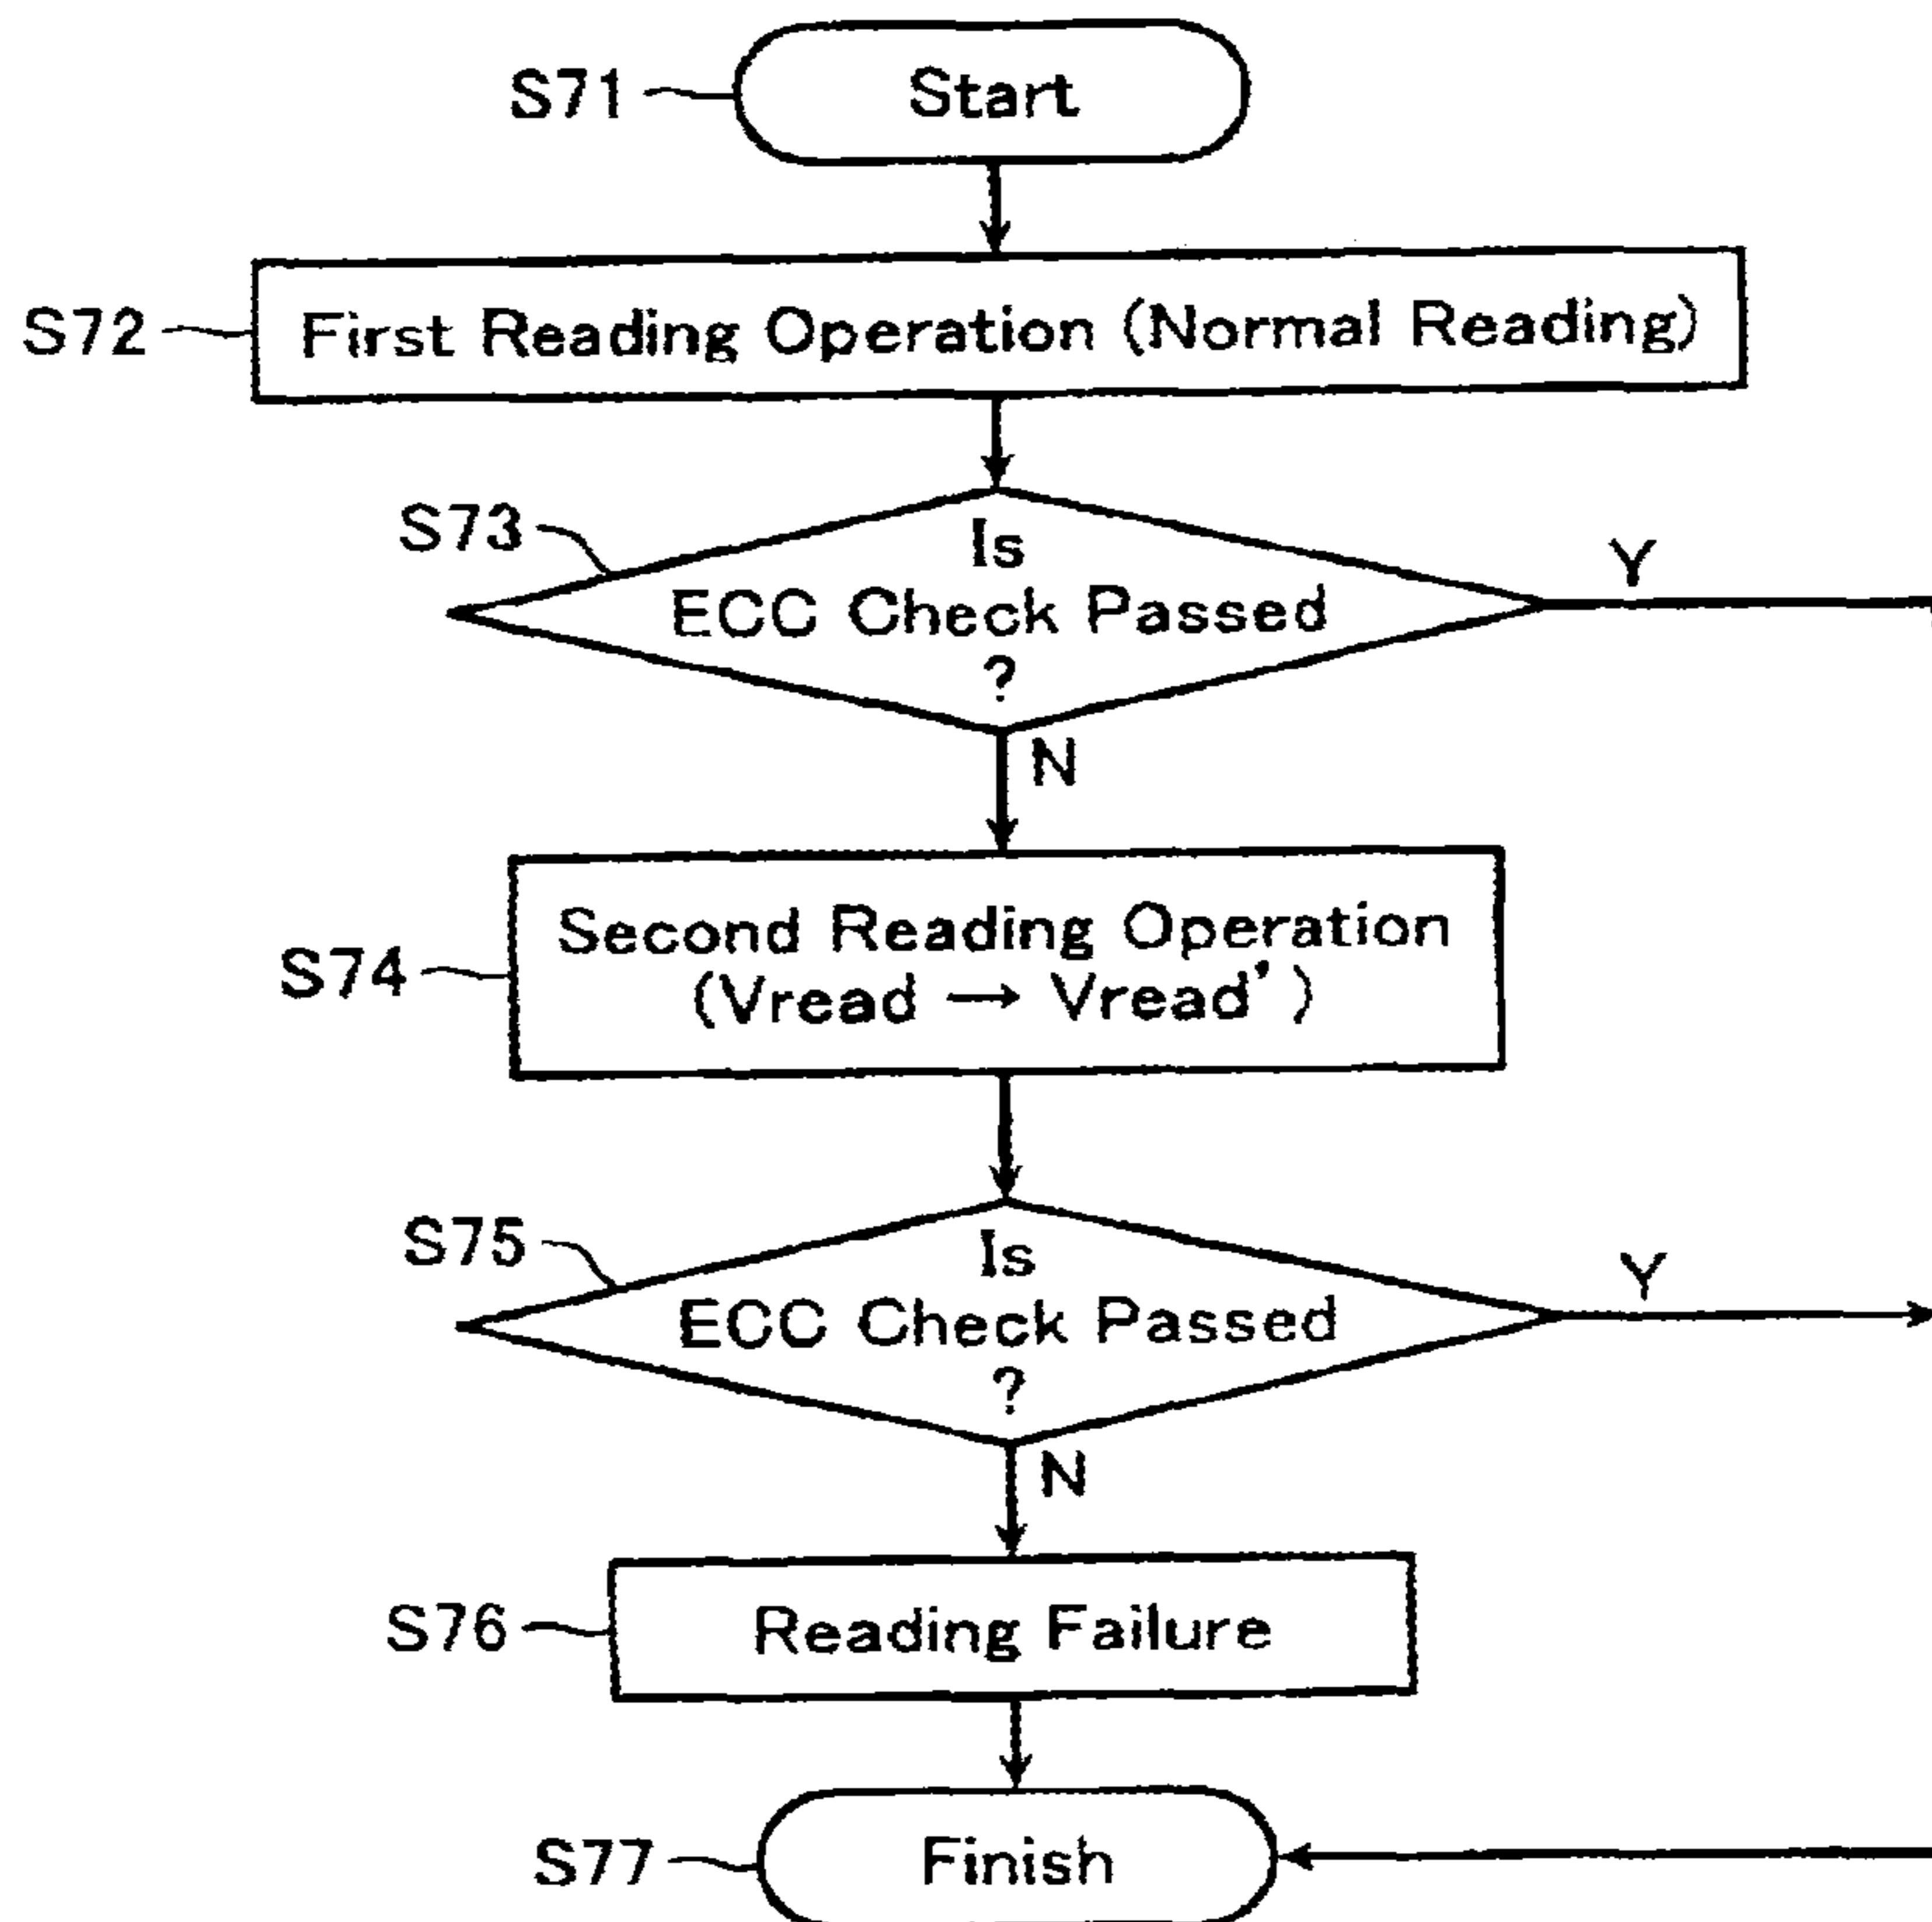 S71
Start
S72
First Reading Operation (Normal Reading)
S73
Is
ECC Check Passed
?
Y
N
S74
Second Reading Operation
(Vread → Vread')
S75
Is
ECC Check Passed
?
Y
N
S76
Reading Failure
S77
Finish